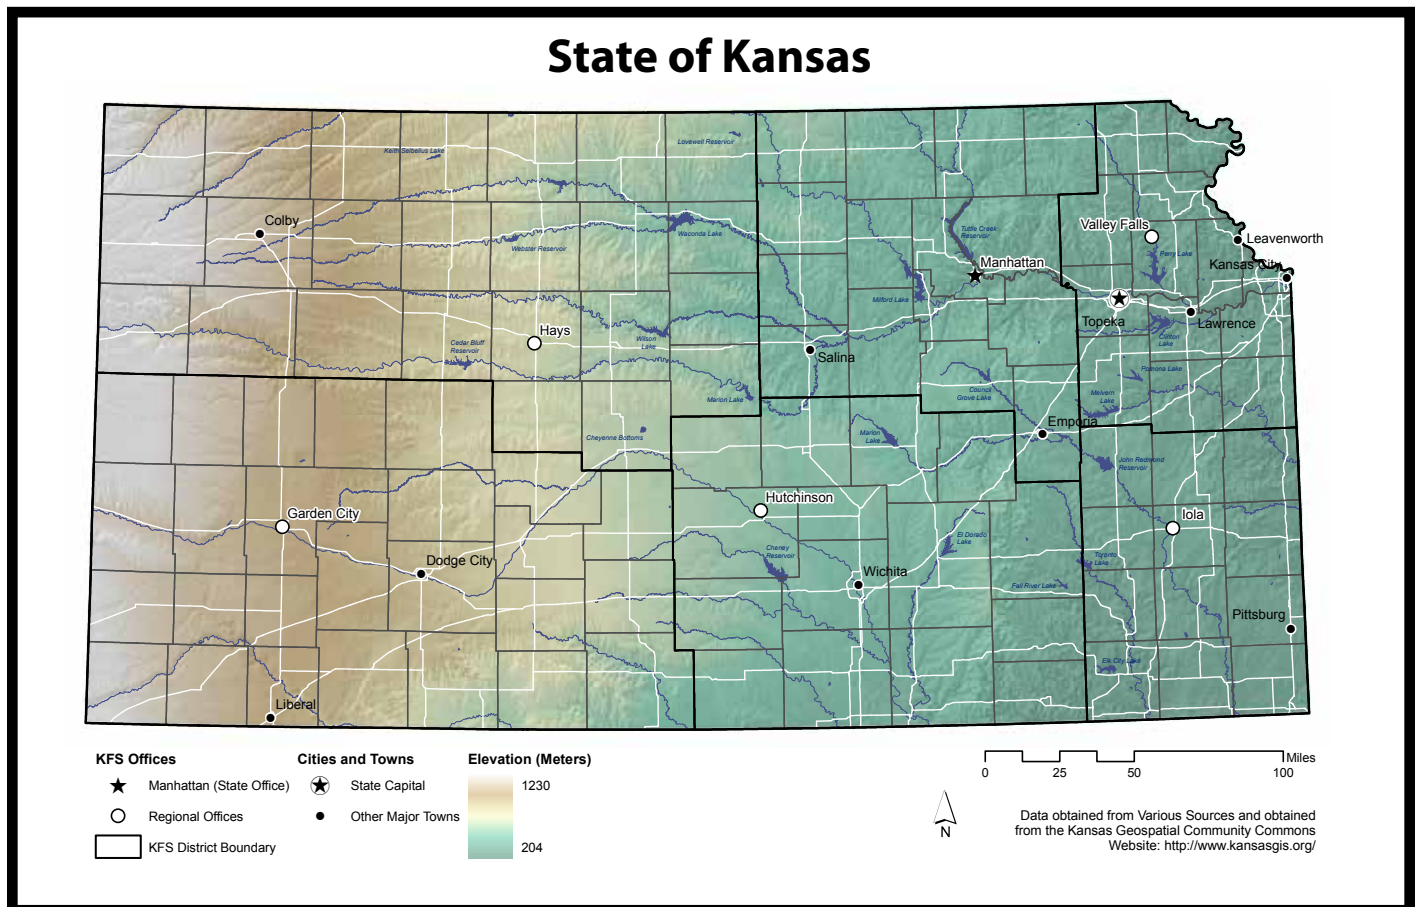 State of Kansas
Keith Seibelius Lake
Lovewell Reservoir
Colby
Webster Reservoir
Waconda Lake
Tuttle Creek
Reservoir
Valley Falls
Leavenworth
Perry Lake
Kansas City
Manhattan
Milford Lake
Topeka
Lawrence
Clinton
Lake
Hays
Wilson
Lake
Cedar Bluff
Reservoir
Salina
Pomona Lake
Melvern
Lake
Council
Grove Lake
Marion Lake
Emporia
Cheyenne Bottoms
Marion
Lake
John Redmond
Reservoir
Hutchinson
Garden City
Iola
El Dorado
Lake
Cheney
Reservoir
Toronto
Lake
Dodge City
Wichita
Fall River Lake
Pittsburg
Elk City Lake
Liberal
KFS Offices
Manhattan (State Office)
Regional Offices
KFS District Boundary
Cities and Towns
State Capital
Other Major Towns
Elevation (Meters)
1230
204
Miles
0 25 50 100
N
Data obtained from Various Sources and obtained
from the Kansas Geospatial Community Commons
Website: http://www.kansasgis.org/